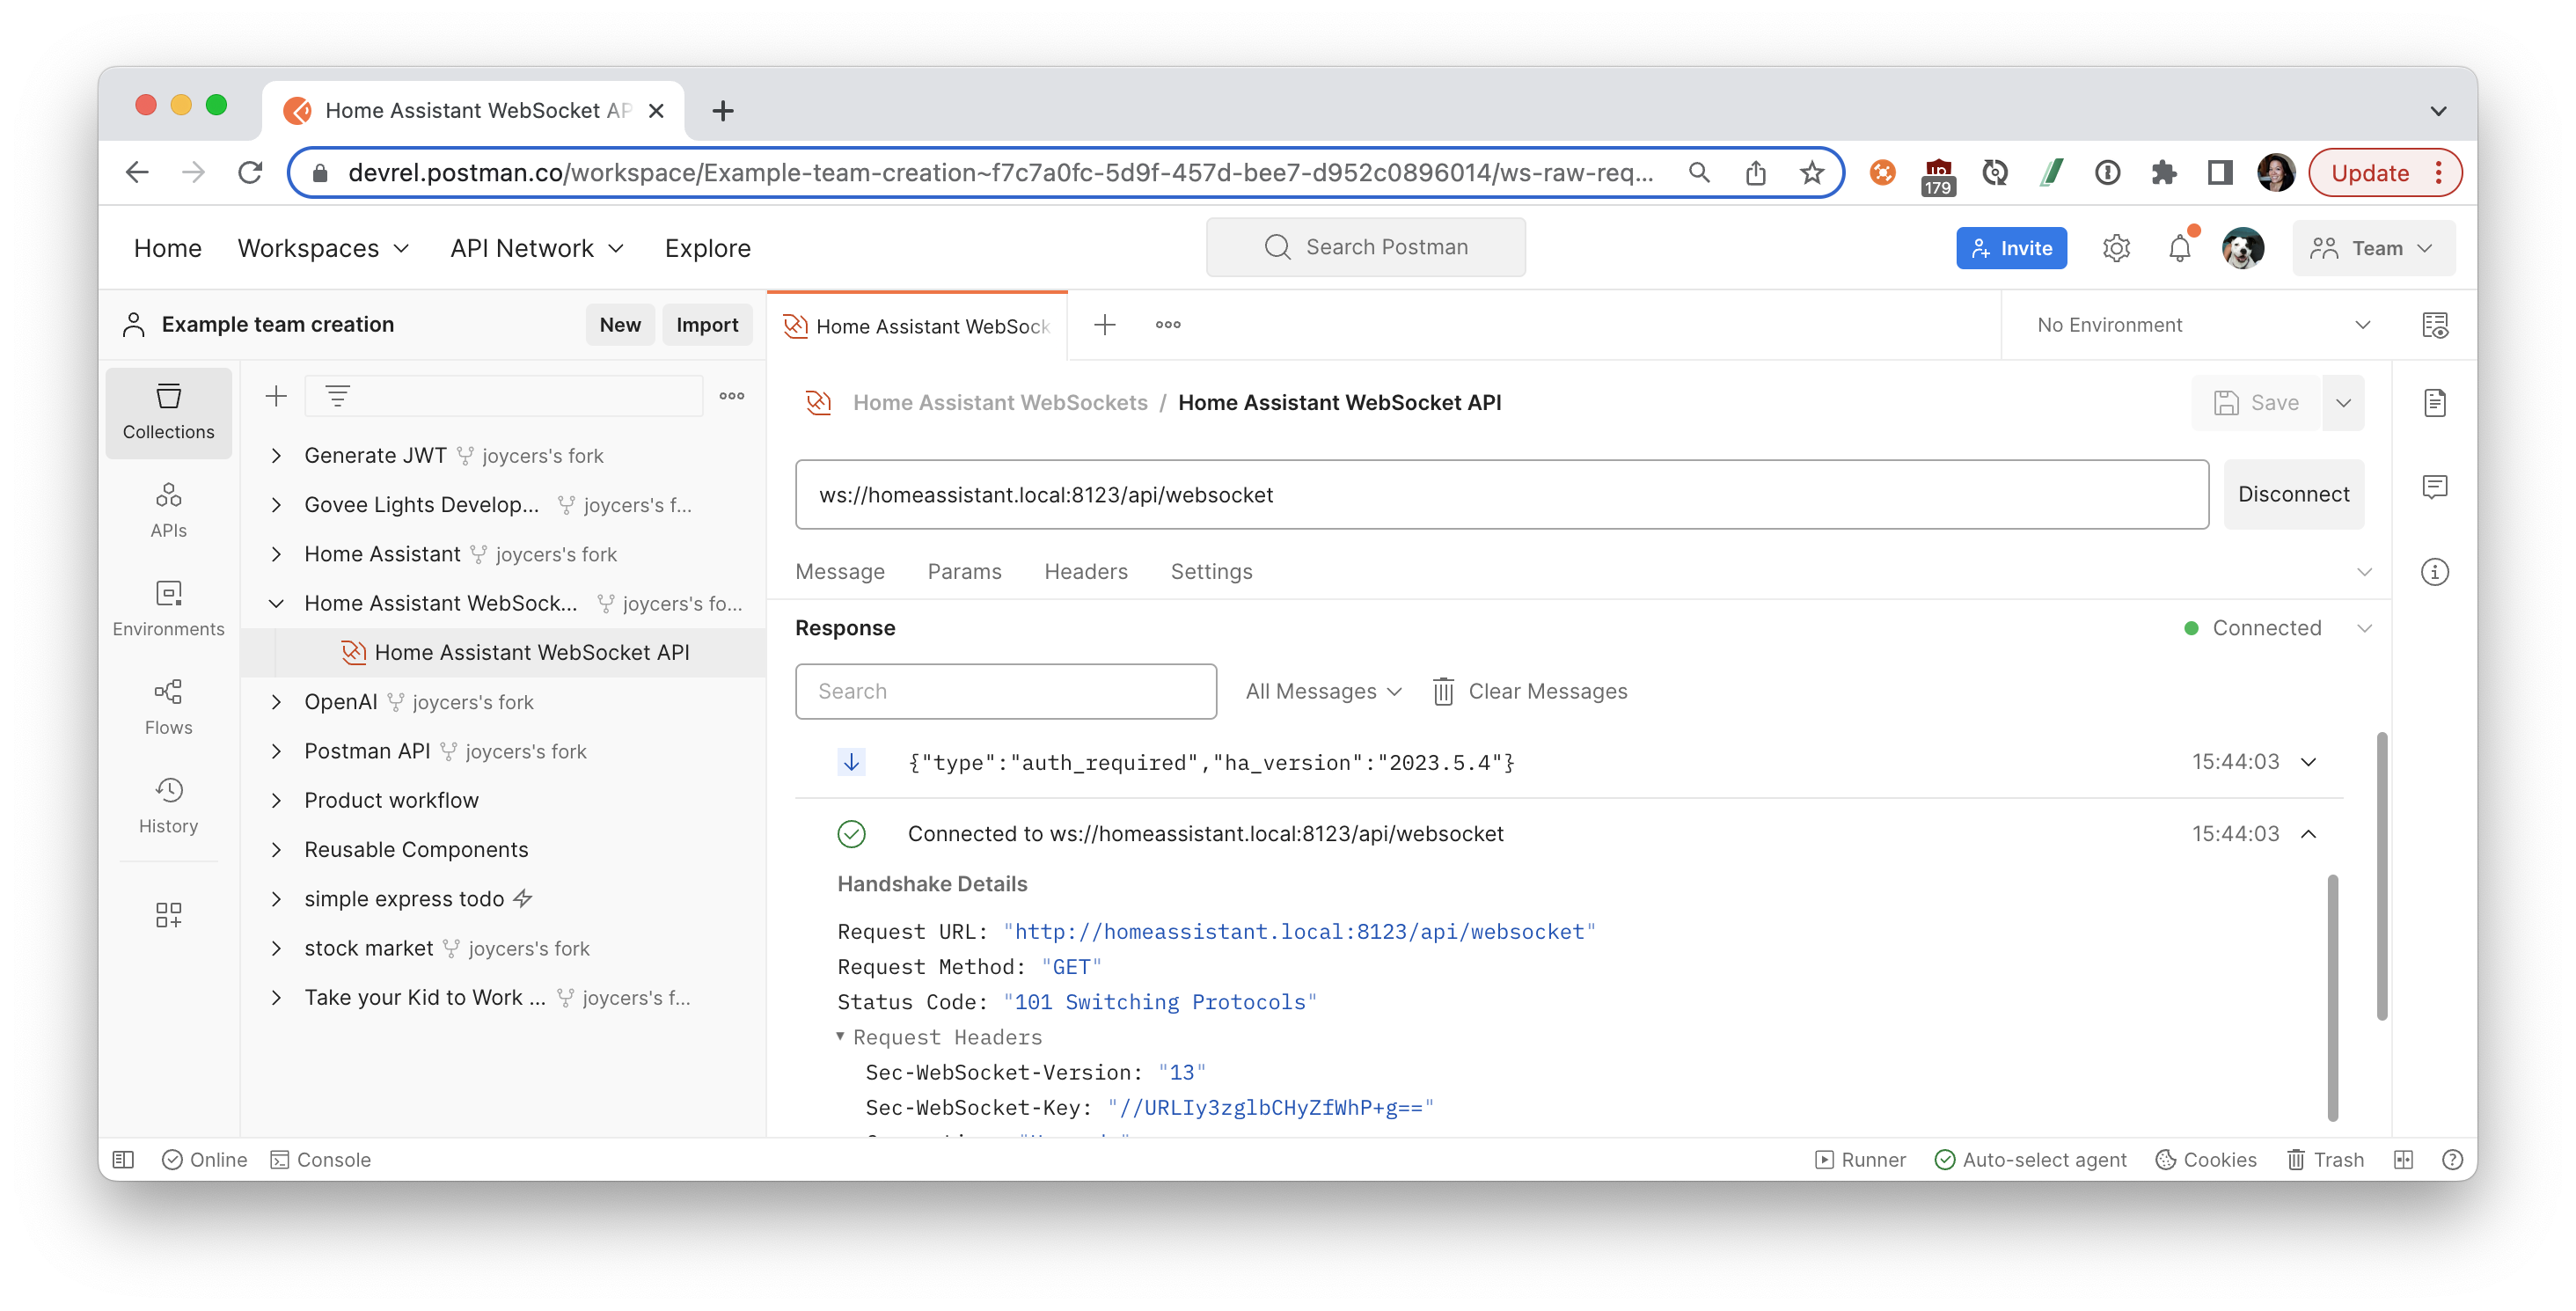 Home Assistant WebSocket AP
devrel.postman.co/workspace/Example-team-creation~f7c7a0fc-5d9f-457d-bee7-d952c0896014/ws-raw-req...
179
Update
Home
Workspaces
API Network
Explore
Search Postman
Invite
Team
Example team creation
New
Import
Home Assistant WebSock
No Environment
Collections
APIs
Environments
Flows
History
Generate JWT joycers's fork
Govee Lights Develop... joycers's f...
Home Assistant joycers's fork
Home Assistant WebSock... joycers's fo...
Home Assistant WebSocket API
OpenAI joycers's fork
Postman API joycers's fork
Product workflow
Reusable Components
simple express todo
stock market joycers's fork
Take your Kid to Work ... joycers's f...
Home Assistant WebSockets / Home Assistant WebSocket API
Save
ws://homeassistant.local:8123/api/websocket
Disconnect
Message Params Headers Settings
Response
Connected
Search
All Messages
Clear Messages
{"type":"auth_required","ha_version":"2023.5.4"}
15:44:03
Connected to ws://homeassistant.local:8123/api/websocket
15:44:03
Handshake Details
Request URL: "http://homeassistant.local:8123/api/websocket"
Request Method: "GET"
Status Code: "101 Switching Protocols"
Request Headers
Sec-WebSocket-Version: "13"
Sec-WebSocket-Key: "//URLIy3zglbCHyZfWhP+g=="
Online
Console
Runner
Auto-select agent
Cookies
Trash